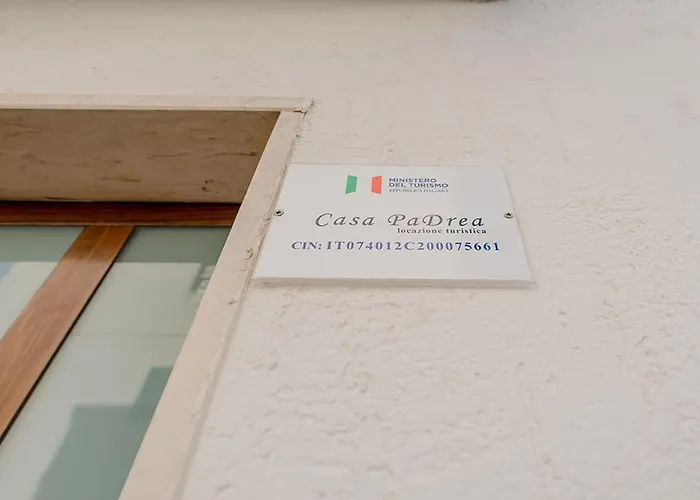 MINISTERO
DEL TURISMO
REPUBBLICA ITALIANA
Casa PaDrea
locazione turistica
CIN: IT074012C200075661